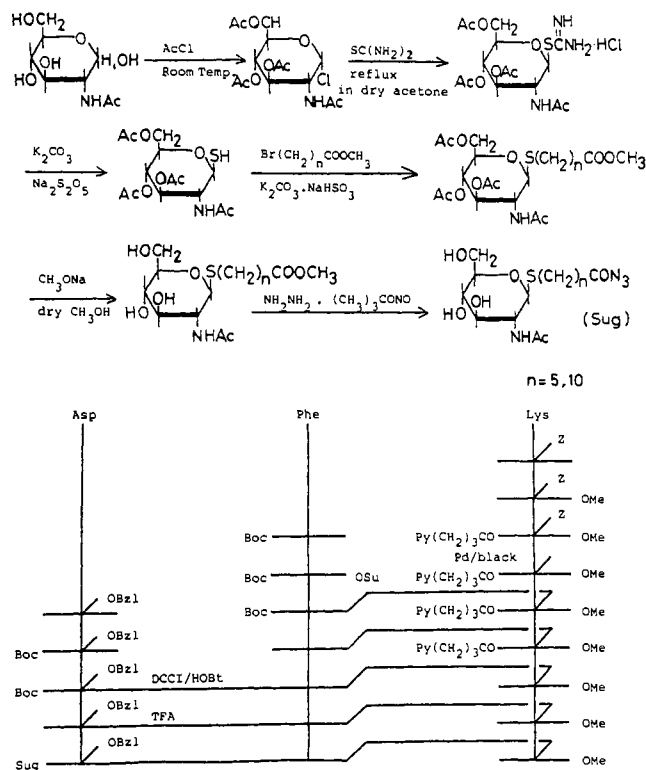 HOCH2
HO
OH
O
H,OH
NHAc
AcCl
Room Temp.
AcOCH2
AcO
OAc
O
Cl
NHAc
SC(NH2)2
reflux
in dry acetone
AcOCH2
AcO
OAc
O
NH
SCNH2·HCl
NHAc
K2CO3
Na2S2O5
AcOCH2
AcO
OAc
O
SH
NHAc
Br(CH2)nCOOCH3
K2CO3.NaHSO3
AcOCH2
AcO
OAc
O
S(CH2)nCOOCH3
NHAc
CH3ONa
dry CH3OH
HOCH2
HO
OH
O
S(CH2)nCOOCH3
NHAc
NH2NH2 . (CH3)3CONO
HOCH2
HO
OH
O
S(CH2)nCON3
NHAc
(Sug)
n=5,10
Asp Phe Lys
Z
Z OMe
Z
Boc Py(CH2)3CO OMe
Pd/black
Boc OSu Py(CH2)3CO OMe
OBzl Boc Py(CH2)3CO OMe
OBzl
Boc Py(CH2)3CO OMe
OBzl DCCI/HOBt
Boc OMe
OBzl TFA
OMe
OBzl
Sug OMe